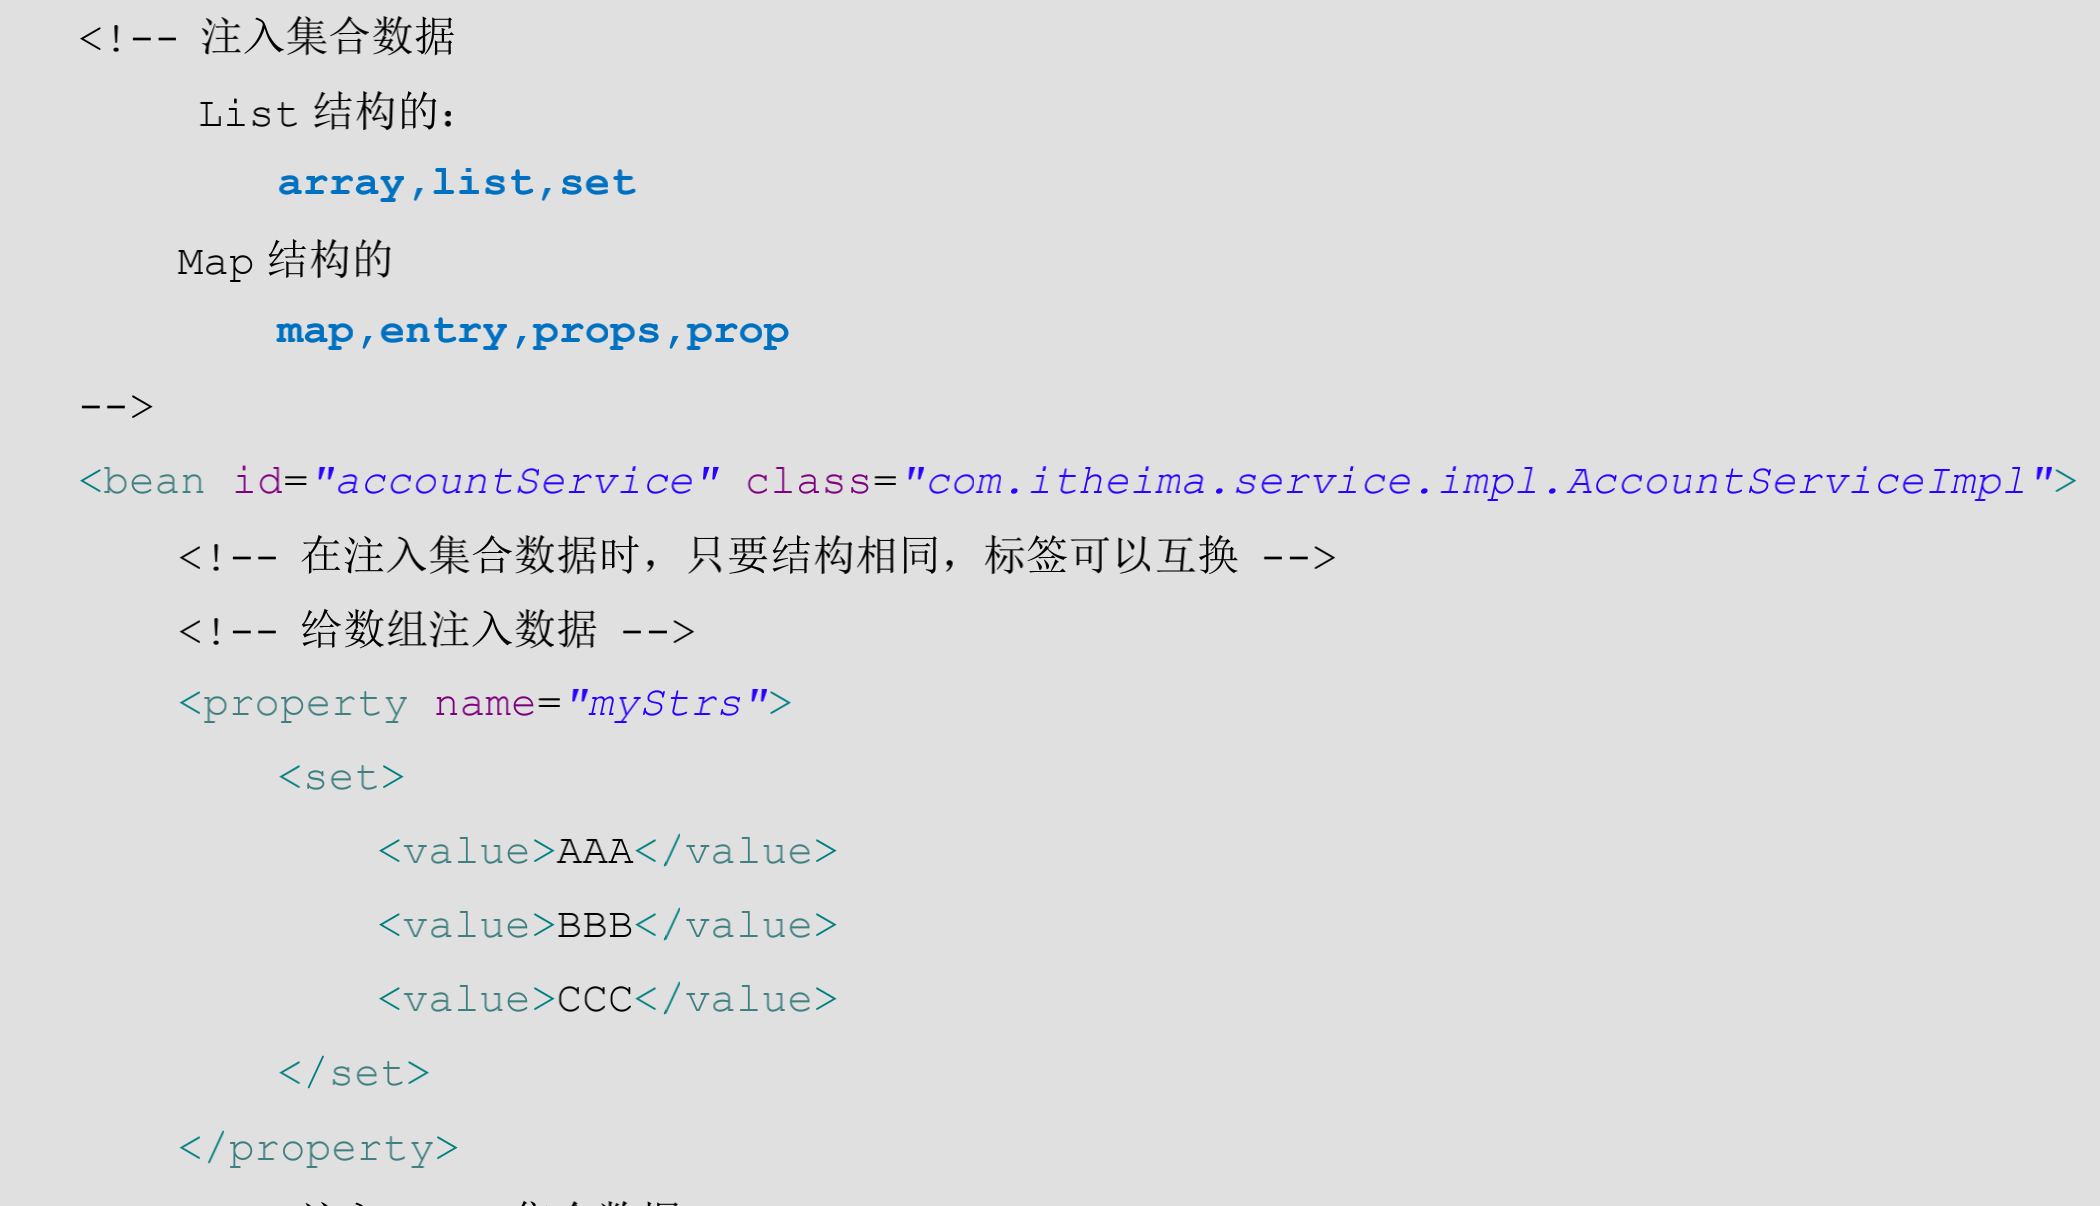 <!-- 注入集合数据
List 结构的：
array,list,set
Map 结构的
map,entry,props,prop
-->
<bean id="accountService" class="com.itheima.service.impl.AccountServiceImpl">
<!-- 在注入集合数据时，只要结构相同，标签可以互换 -->
<!-- 给数组注入数据 -->
<property name="myStrs">
<set>
<value>AAA</value>
<value>BBB</value>
<value>CCC</value>
</set>
</property>